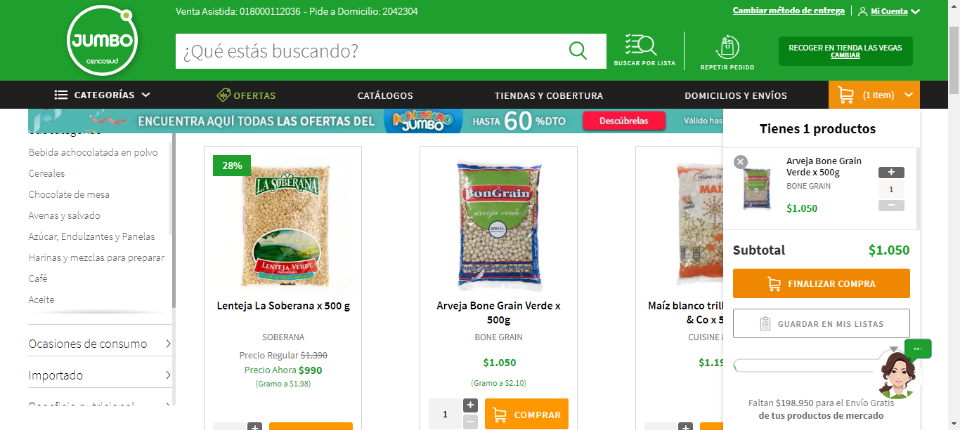 Venta Asistida: 018000112036 - Pide a Domicilio: 2042304
Cambiar método de entrega
Mi Cuenta
JUMBO
cencosud
¿Qué estás buscando?
BUSCAR POR LISTA
REPETIR PEDIDO
RECOGER EN TIENDA LAS VEGAS
CAMBIAR
CATEGORÍAS
OFERTAS
CATÁLOGOS
TIENDAS Y COBERTURA
DOMICILIOS Y ENVÍOS
(1 item)
ENCUENTRA AQUÍ TODAS LAS OFERTAS DEL
JUMBO
HASTA 60 %DTO
Descúbrelas
Válido has
Bebida achocolatada en polvo
Cereales
Chocolate de mesa
Avenas y salvado
Azúcar, Endulzantes y Panelas
Harinas y mezclas para preparar
Café
Aceite
Ocasiones de consumo
Importado
28%
LA SOBERANA
LENTEJA VERDE
Lenteja La Soberana x 500 g
SOBERANA
Precio Regular $1.390
Precio Ahora $990
(Gramo a $1.98)
BonGrain
arveja verde
Arveja Bone Grain Verde x
500g
BONE GRAIN
$1.050
(Gramo a $2.10)
1
COMPRAR
MAIZ
Maíz blanco tril
& Co x 5
CUISINE
$1.19
Tienes 1 productos
Arveja Bone Grain
Verde x 500g
BONE GRAIN
$1.050
1
Subtotal
$1.050
FINALIZAR COMPRA
GUARDAR EN MIS LISTAS
Faltan $198.950 para el Envío Gratis
de tus productos de mercado